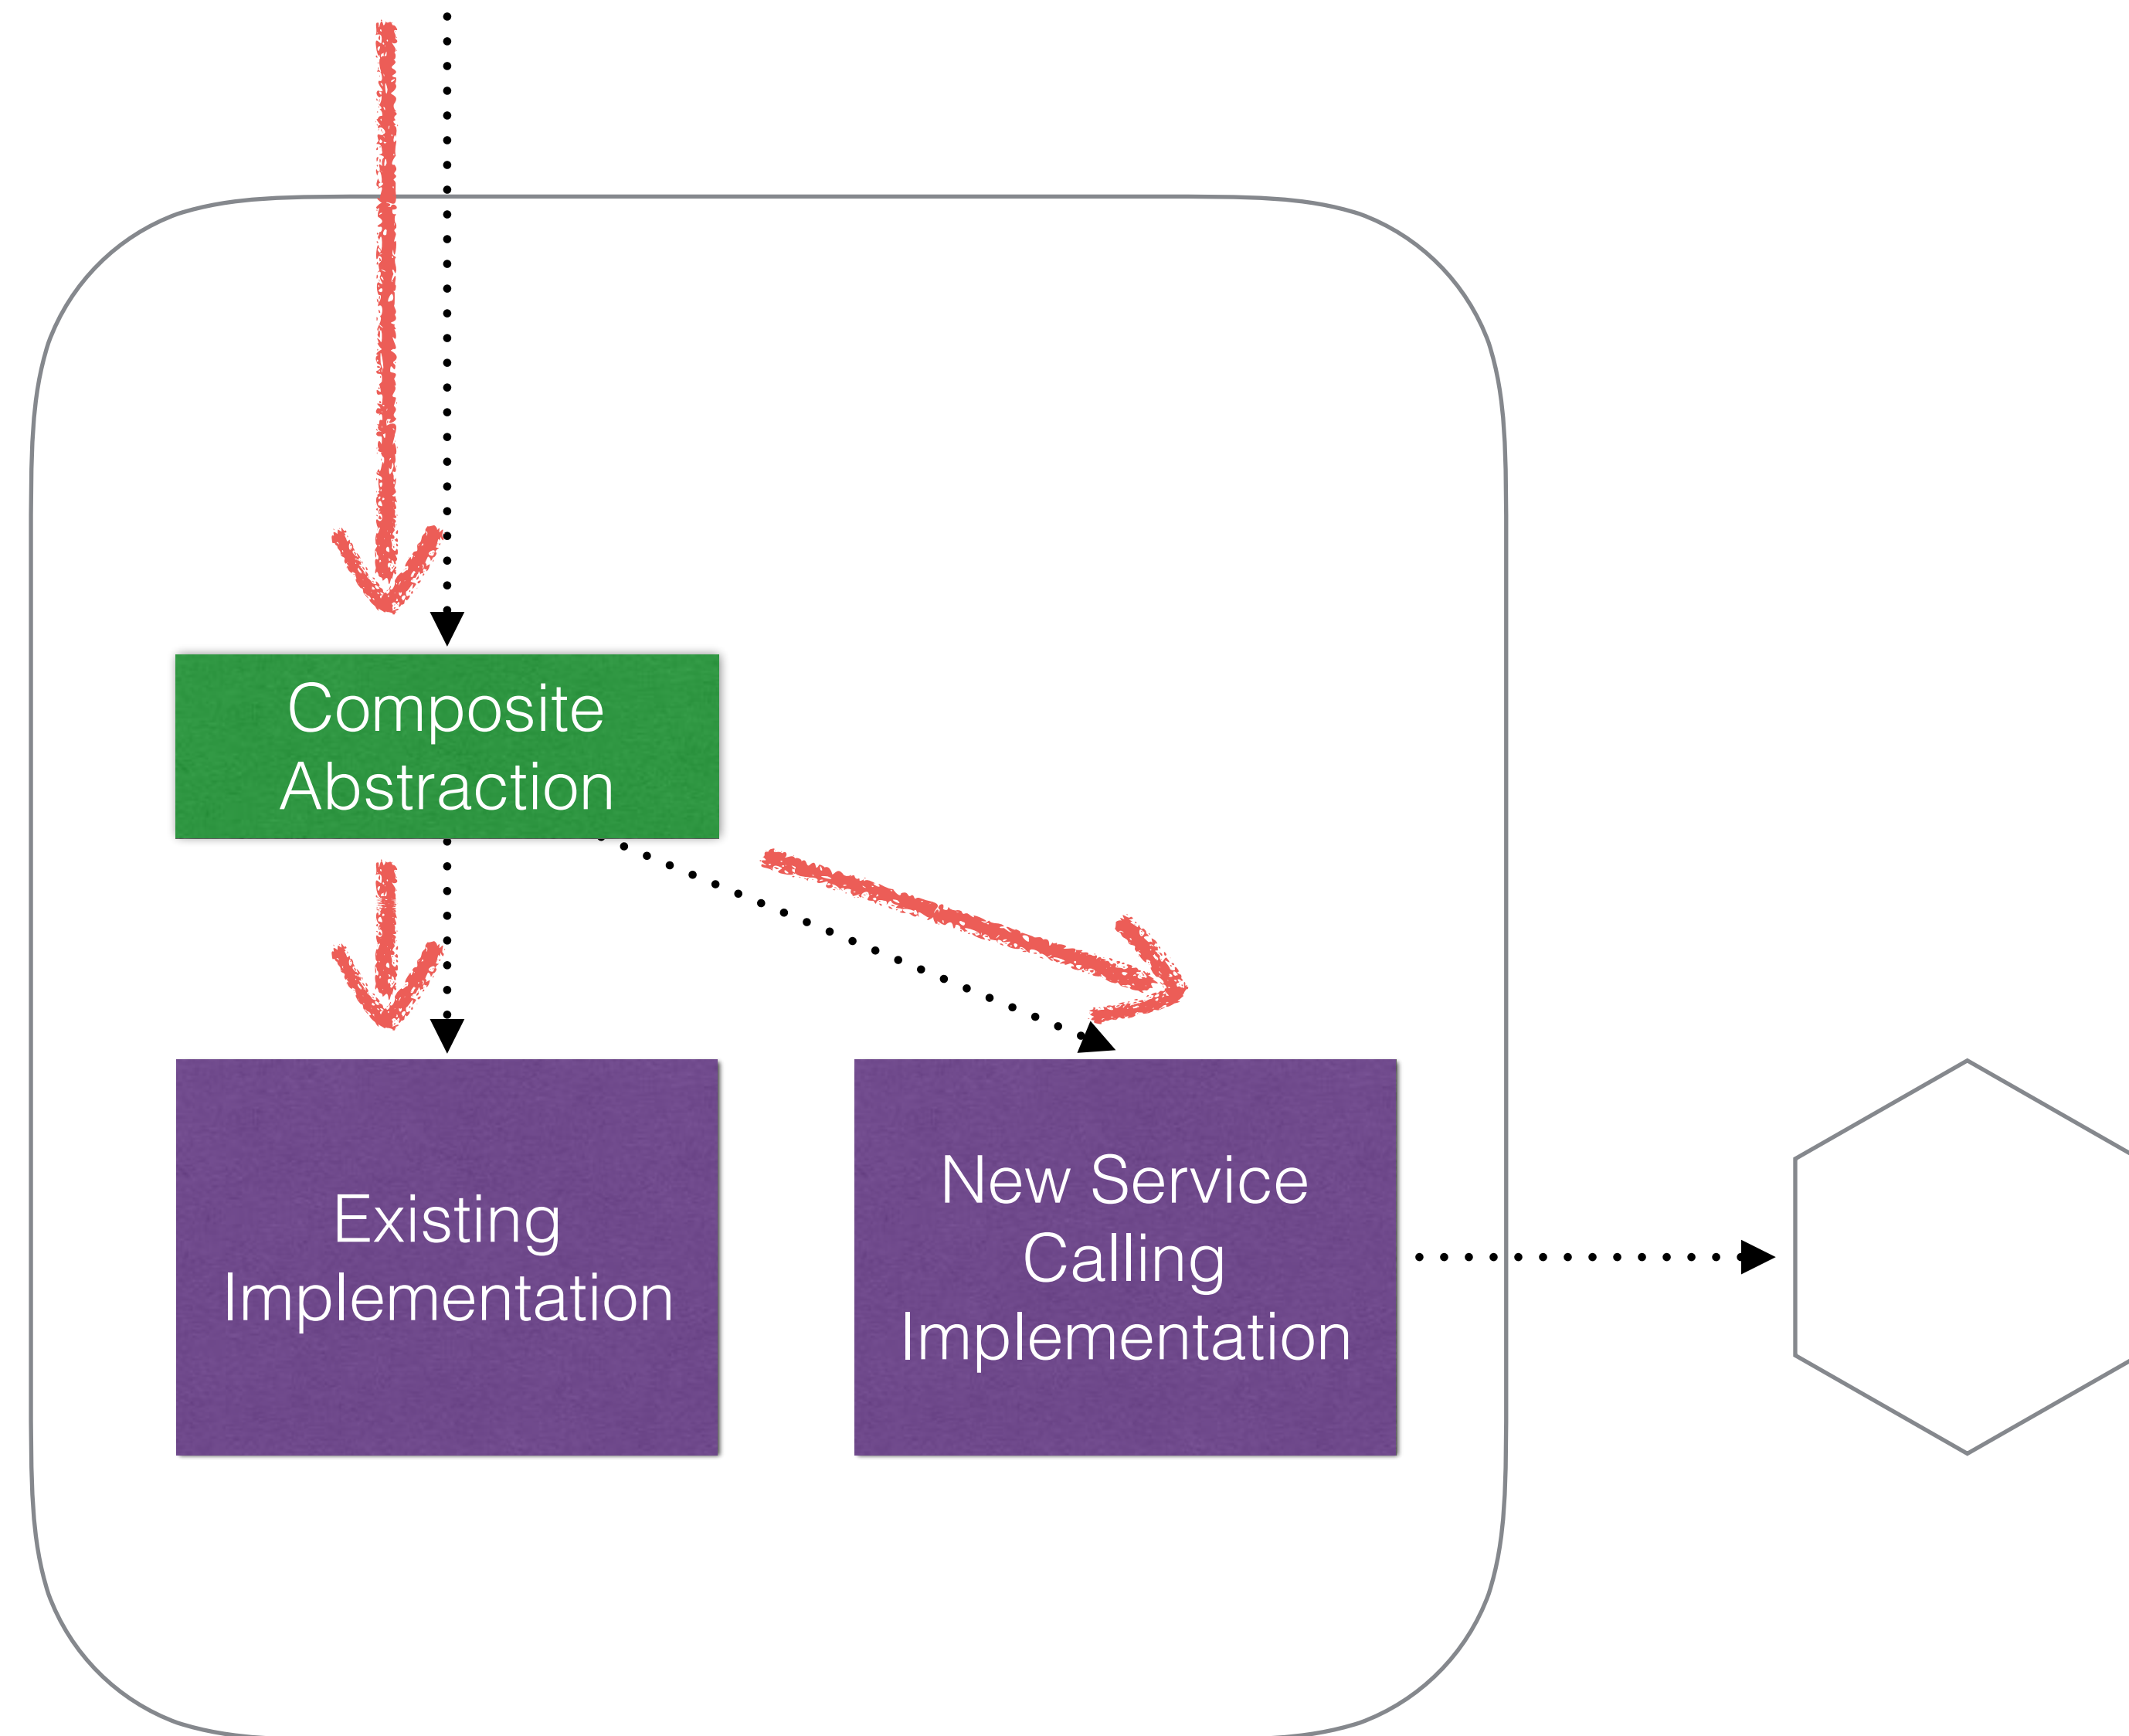 Composite
Abstraction
Existing
Implementation
New Service
Calling
Implementation